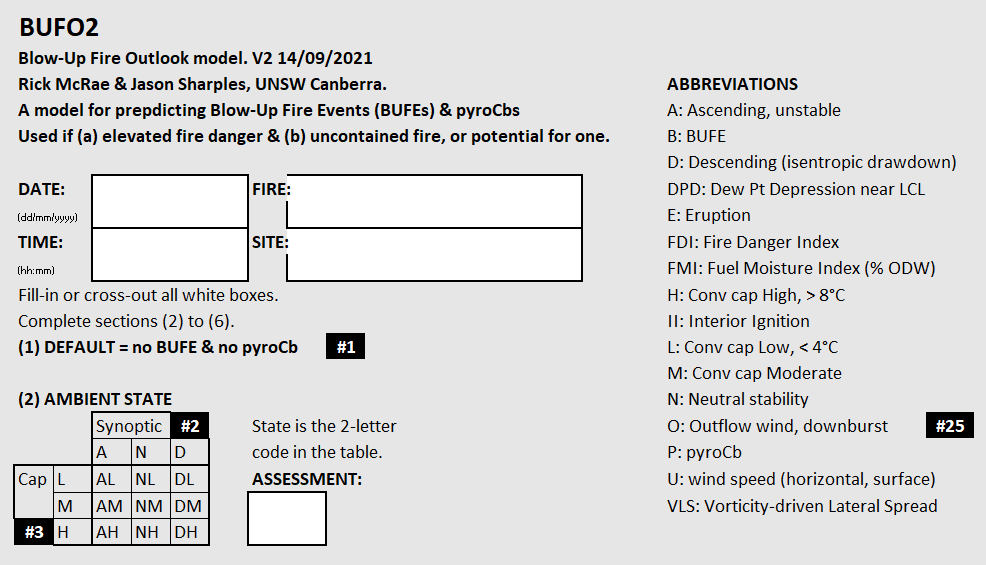 BUFO2
Blow-Up Fire Outlook model. V2 14/09/2021
Rick McRae & Jason Sharples, UNSW Canberra.
A model for prepdicting Blow-Up Fire Events (BUFEs) & pyroCbs
Used if (a) elevated fire danger & (b) uncontained fire, or potential for one.
DATE:
FIRE:
(dd/mm/yyyy)
TIME:
SITE:
(hh:mm)
Fill-in or cross-out all white boxes.
Complete sections (2) to (6).
(1) DEFAULT = no BUFE & no pyroCb #1
(2) AMBIENT STATE
Synoptic #2
A N D
Cap L AL NL DL
M AM NM DM
#3 H AH NH DH
State is the 2-letter
code in the table.
ASSESSMENT:
ABBREVIATIONS
A: Ascending, unstable
B: BUFE
D: Descending (isentropic drawdown)
DPD: Dew Pt Depression near LCL
E: Eruption
FDI: Fire Danger Index
FMI: Fuel Moisture Index (% ODW)
H: Conv cap High, > 8°C
II: Interior Ignition
L: Conv cap Low, < 4°C
M: Conv cap Moderate
N: Neutral stability
O: Outflow wind, downburst #25
P: pyroCb
U: wind speed (horizontal, surface)
VLS: Vorticity-driven Lateral Spread